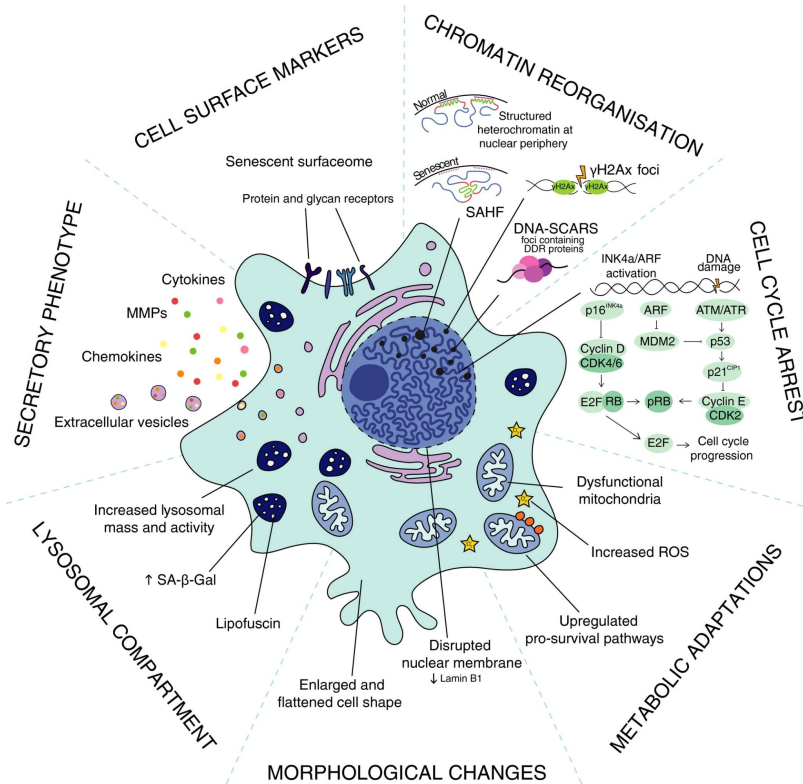 CELL SURFACE MARKERS
Senescent surfaceome
Protein and glycan receptors
CHROMATIN REORGANISATION
Normal
Structured
heterochromatin at
nuclear periphery
Senescent
SAHF
γH2Ax foci
γH2Ax
γH2Ax
DNA-SCARS
foci containing
DDR proteins
CELL CYCLE ARREST
INK4a/ARF
activation
DNA
damage
p16INK4a
ARF
ATM/ATR
MDM2
p53
Cyclin D
CDK4/6
p21CIP1
E2F
RB
pRB
Cyclin E
CDK2
E2F
Cell cycle
progression
SECRETORY PHENOTYPE
Cytokines
MMPs
Chemokines
Extracellular vesicles
LYSOSOMAL COMPARTMENT
Increased lysosomal
mass and activity
↑ SA-β-Gal
Lipofuscin
MORPHOLOGICAL CHANGES
Enlarged and
flattened cell shape
Disrupted
nuclear membrane
↓ Lamin B1
METABOLIC ADAPTATIONS
Dysfunctional
mitochondria
Increased ROS
Upregulated
pro-survival pathways